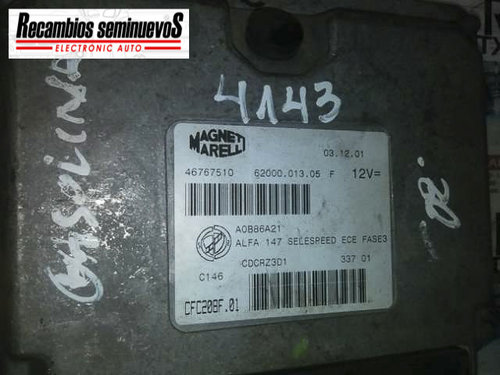 Recambios seminuevos
ELECTRONIC AUTO
GASOLINA
4143
MAGNETI
MARELLI
03.12.01
46767510 62000.013.05 F 12V=
A0B86A21
ALFA 147 SELESPEED ECE FASE3
CDCRZ3D1
C146 337 01
CFC208F.01
02.